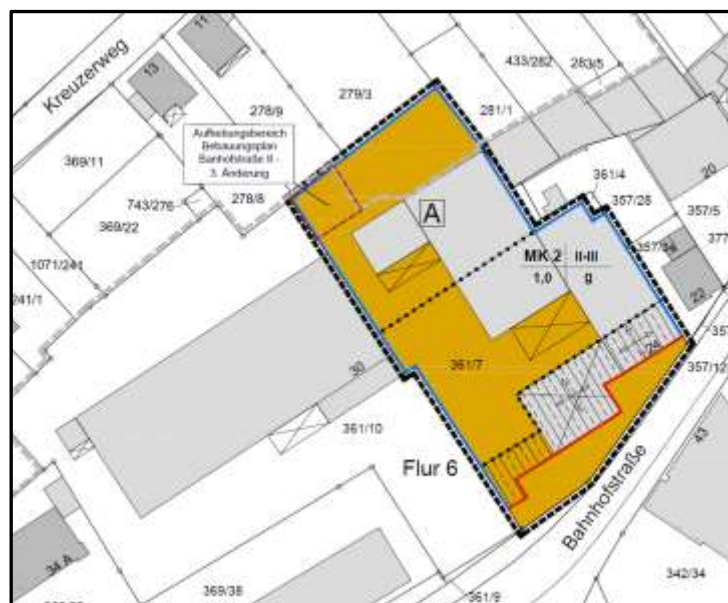 11
Kreuzerweg
13
279/3
433/282
283/5
278/9
281/1
Aufhebungsbereich
Bebauungsplan
Banhofstraße II -
3. Änderung
369/11
20
361/4
743/276
278/8
357/28
357/5
369/22
A
MK 2
II-III
1,0
g
1071/241
241/1
22
30
361/7
361/10
Flur 6
Bahnhofstraße
43
34 A
342/34
369/38
361/9